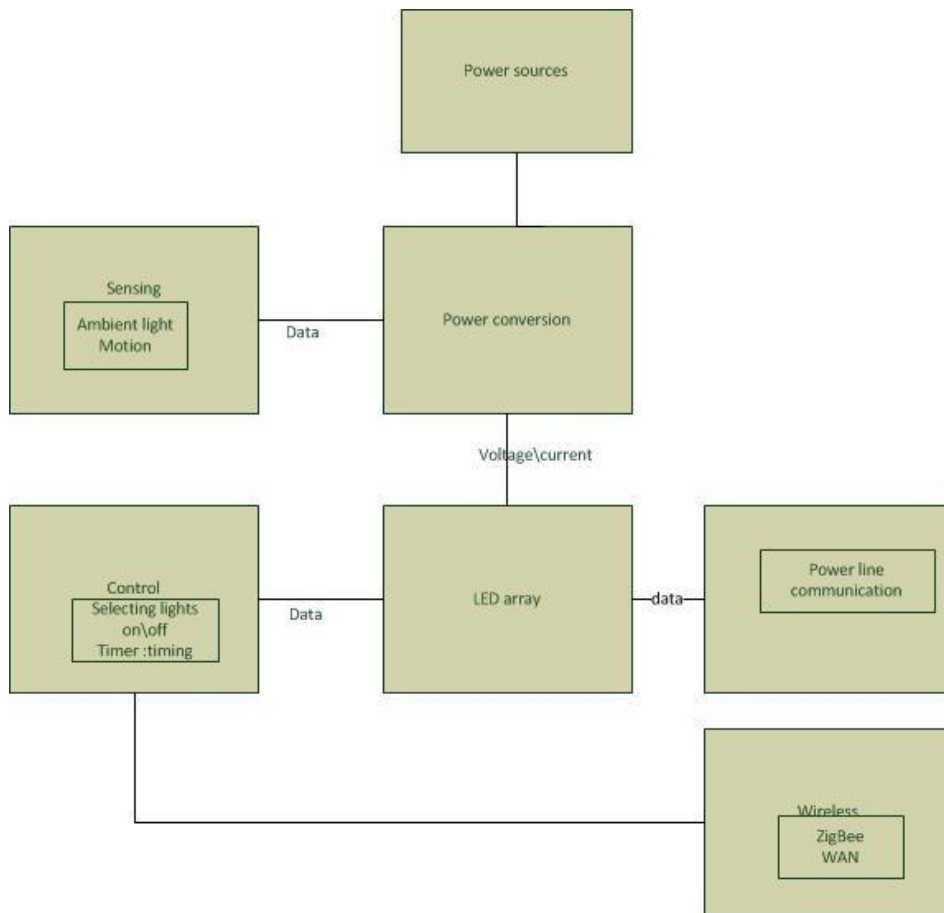 Power sources
Sensing
Ambient light
Motion
Data
Power conversion
Voltage\current
Control
Selecting lights
on\off
Timer :timing
Data
LED array
data
Power line
communication
Wireless
ZigBee
WAN